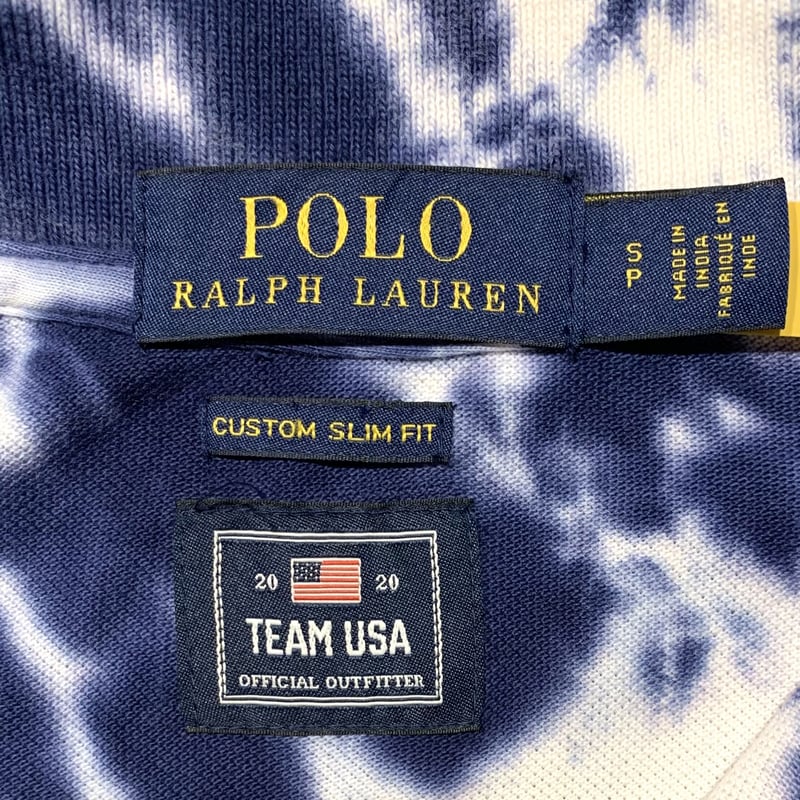 POLO
RALPH LAUREN
S
P
MADE IN
INDIA
FABRIQUÉ EN
INDE
CUSTOM SLIM FIT
20 20
TEAM USA
OFFICIAL OUTFITTER